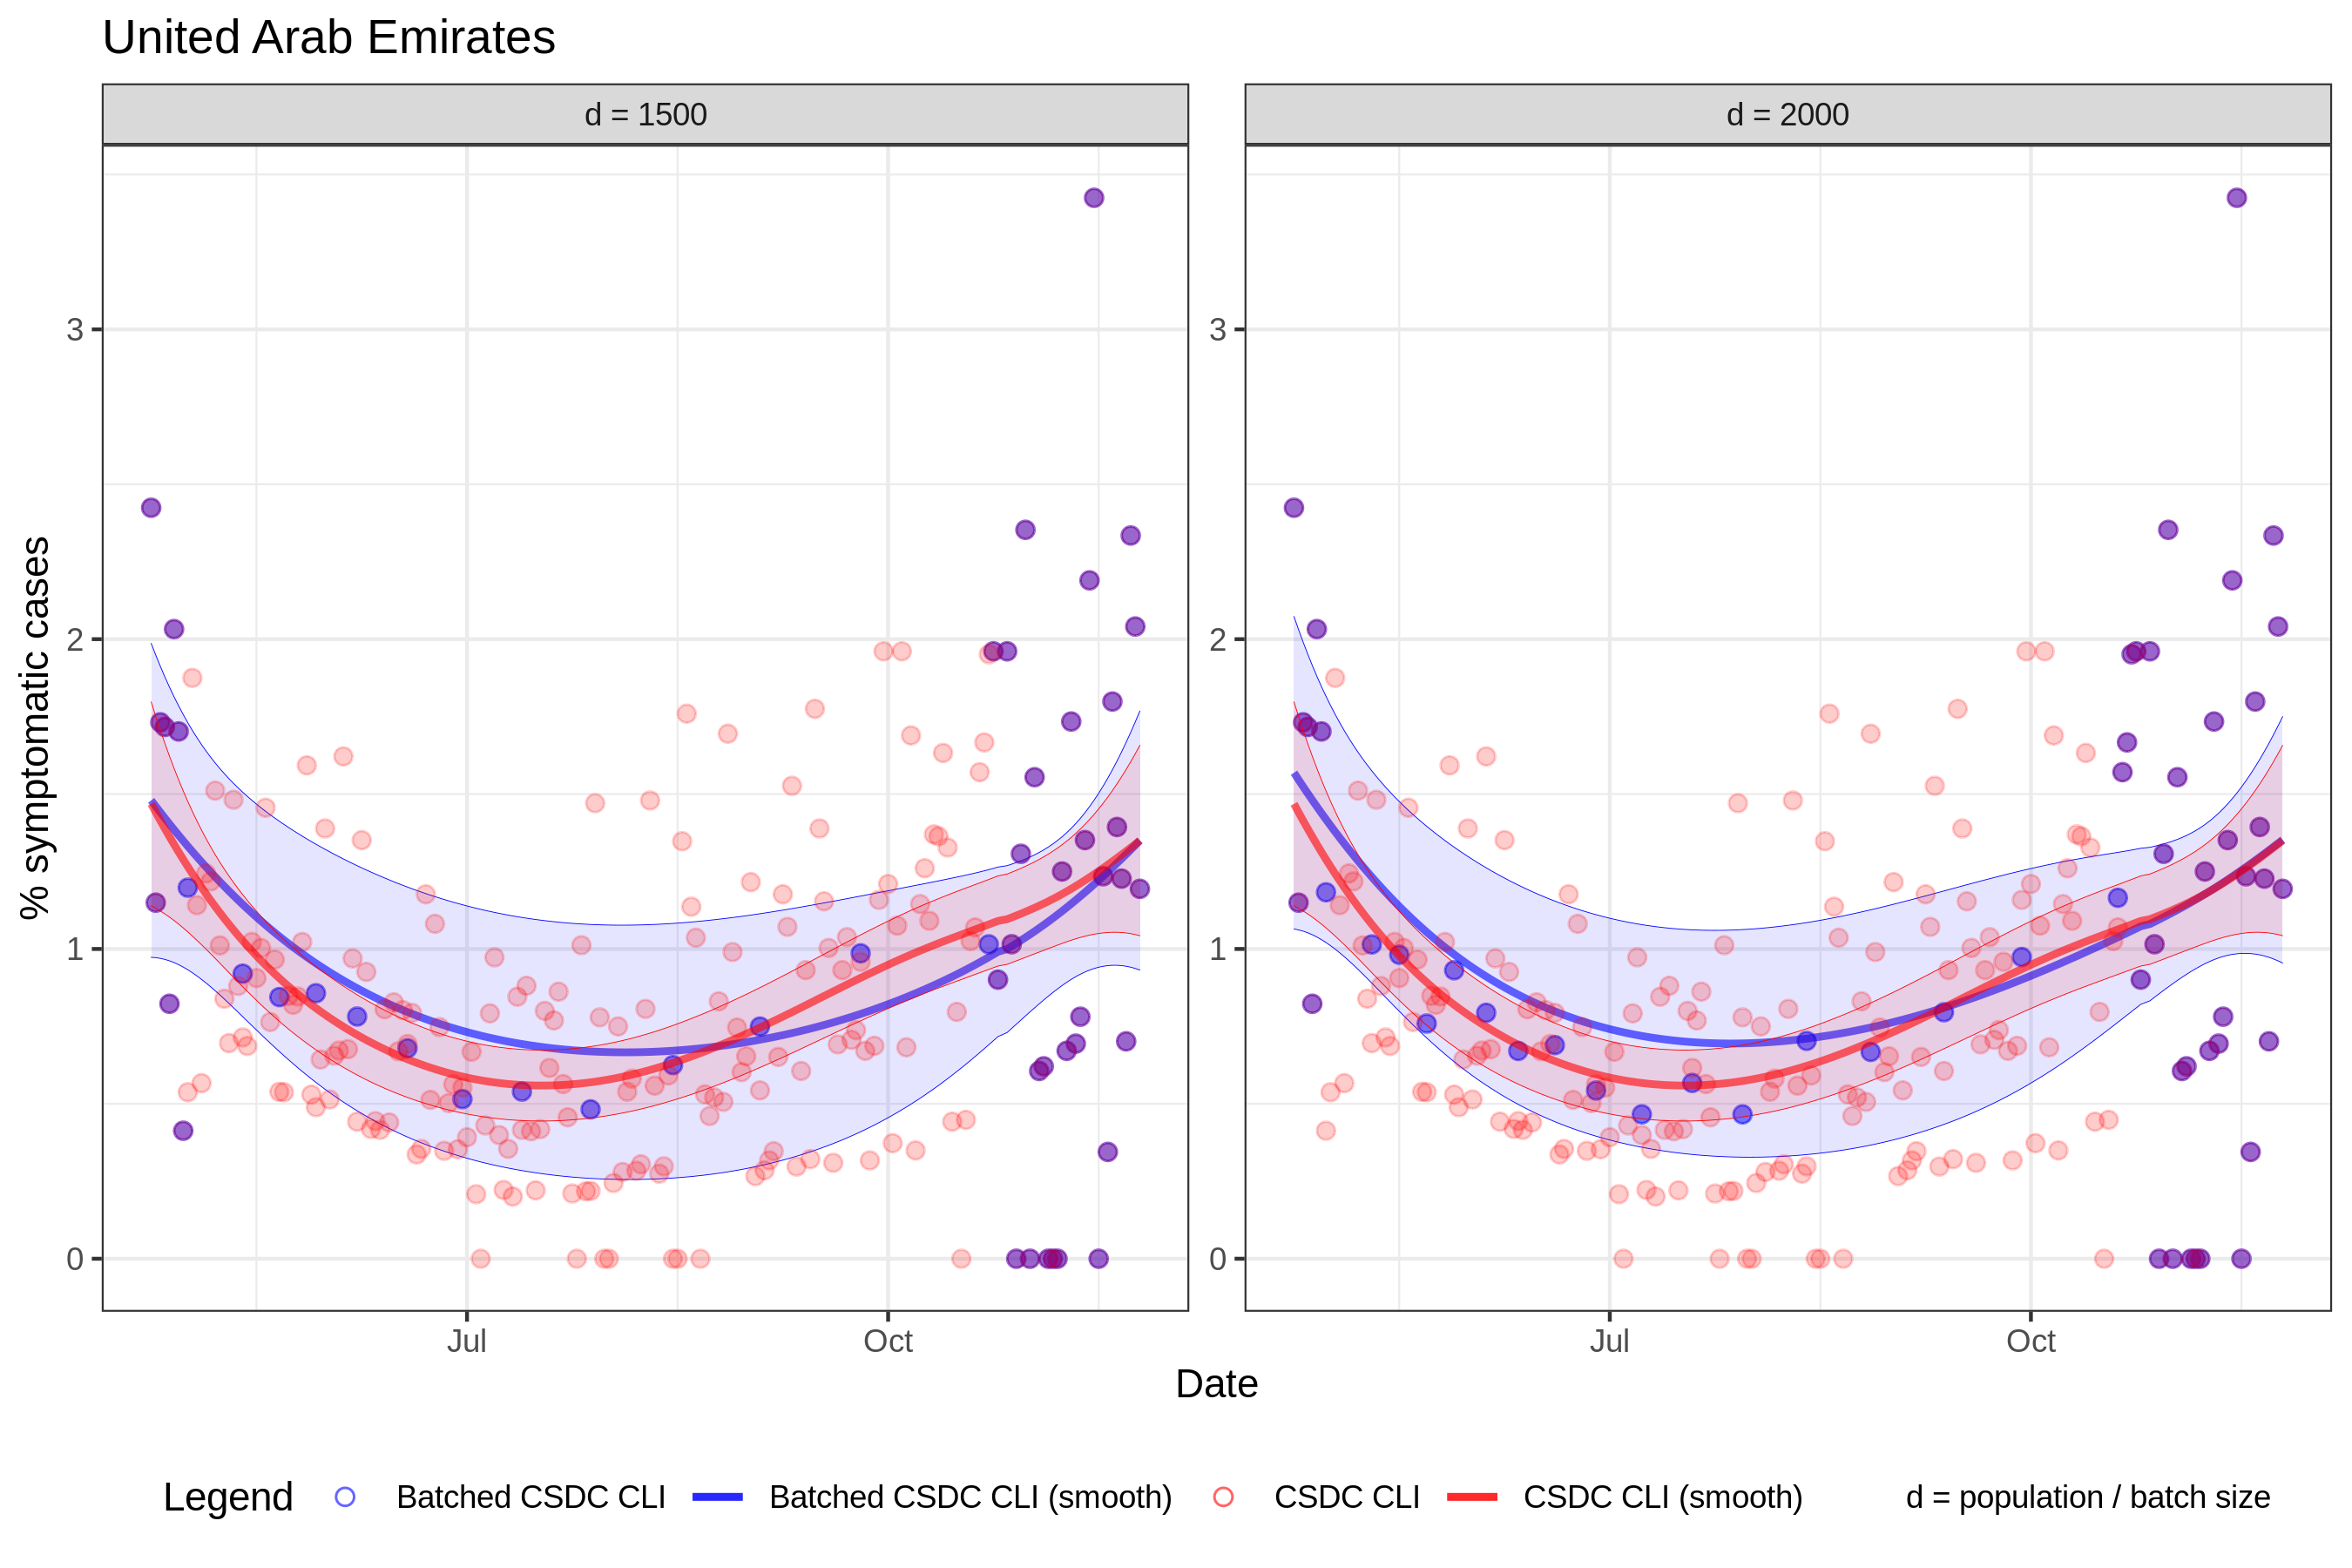 United Arab Emirates
d = 1500
d = 2000
% symptomatic cases
3
2
1
0
3
2
1
0
Jul
Oct
Jul
Oct
Date
Legend
Batched CSDC CLI
Batched CSDC CLI (smooth)
CSDC CLI
CSDC CLI (smooth)
d = population / batch size